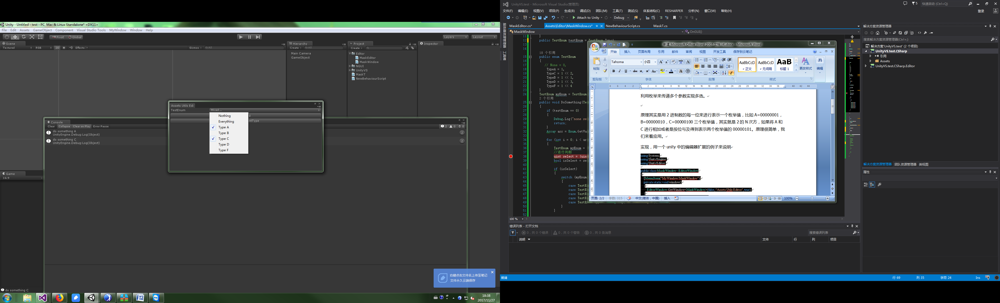 Unity - Untitled - test - PC, Mac & Linux Standalone* <DX11>
File Edit Assets GameObject Component Visual Studio Tools MyWindow Window Help
Pivot Global
Layers Layout
Scene
Textured RGB 2D Effects Gizmos All
Hierarchy
Create All
Main Camera
GameObject
Project
Create
Editor
MaskEditor
MaskWindow
NGUI
UnityVS
MaskT
NewBehaviourScript
Inspector
Assets Utils Edi
TestEnum Mixed ...
Nothing
Everything
Type A
Type B
Type C
Type D
Type F
ntType
Console
Clear Collapse Clear on Play Error Pause
2 0 0
do something A
UnityEngine.Debug:Log(Object)
2
do something C
UnityEngine.Debug:Log(Object)
2
Game
16:9
右键点击文件名上传至笔记
文件永久云端保存
do something C
18:38
2017/11/27
UnityVS.test - Microsoft Visual Studio(管理员)
5 快速启动 (Ctrl+Q)
文件(F) 编辑(E) 视图(V) 项目(P) 生成(B) 调试(D) 团队(M) 工具(T) 测试(S) 体系结构(C) RESHARPER 分析(N) 窗口(W) 帮助(H)
登录
Attach to Unity Debug
MaskEditor.cs* Assets\Editor\MaskWindow.cs* NewBehaviourScript.cs MaskT.cs
MaskWindow OnGUI()
11 }
12 public TestEnum testEnum = TestEnum.TypeA;
13
14
18 个引用
15 public enum TestEnum
16 {
17 // None = 0,
18 TypeA = 1,
19 TypeC = 1 << 2,
20 TypeB = 1 << 1,
21 TypeD = 1 << 3,
22 TypeF = 1 << 4
23 }
24 TestEnum myEnum = TestEnum
2 个引用
25 public void DoSomething(Te
26 {
27 if (testEnum == 0)
28 {
29 Debug.Log("none se
30 return;
31 }
32 Array arr = Enum.GetVa
33
34 for (int i = 0; i < ar
35 {
36 TestEnum myEnum =
37 //进行判断
38 uint select = (uin
39 bool isSelect = se
40
41 if (isSelect)
42 {
43 switch (myEnum
44 {
45 case TestE
46 case TestE
47 case TestE
48 case TestE
49 case TestE
50 }
51 }
52
100 %
新建 Microsoft Office Word 2007 文档 (4).docx - Microsoft Word
开始 插入 页面布局 引用 邮件 审阅 视图 开发工具 保存到云笔记
粘贴
Tahoma 小四
AaBbCcD AaBbCcD AaB
正文 无间隔 标题 1
更改样式 编辑
剪贴板 字体 段落 样式
利用枚举来传递多个参数实现多选。
原理其实是用 2 进制数的每一位来进行表示一个枚举值，比如 A=00000001，
B=00000010，C=00000100 三个枚举值，其实就是 2 的 N 次方，如果将 A 和
C 进行相加或者是按位与及得到表示两个枚举值的 00000101。原理很简单，我
们来看应用。
实现，用一个 unity 中的编辑器扩展的例子来说明
using System;
using UnityEngine;
using UnityEditor;
public class MaskWindow : EditorWindow
{
[MenuItem("MyWindow/MaskWindow")]
private static void window()
{
EditorWindow.GetWindow<MaskWindow>(false, "Assets Utils Editor", true);
}
页面: 2/2 字数: 315 中文(简体，中国) 插入 100%
错误列表 - 打开文档
0，共 0 个错误 0，共 0 个警告 0，共 0 条消息
搜索错误列表
说明 文件 行 列 项目
解决方案资源管理器
搜索解决方案资源管理器(Ctrl+;)
解决方案'UnityVS.test' (2 个项目)
UnityVS.test.CSharp
引用
Assets
UnityVS.test.CSharp.Editor
解决方案资源管理器 团队资源管理器 类视图
属性
就绪
行 69 列 35 字符 24 Ins